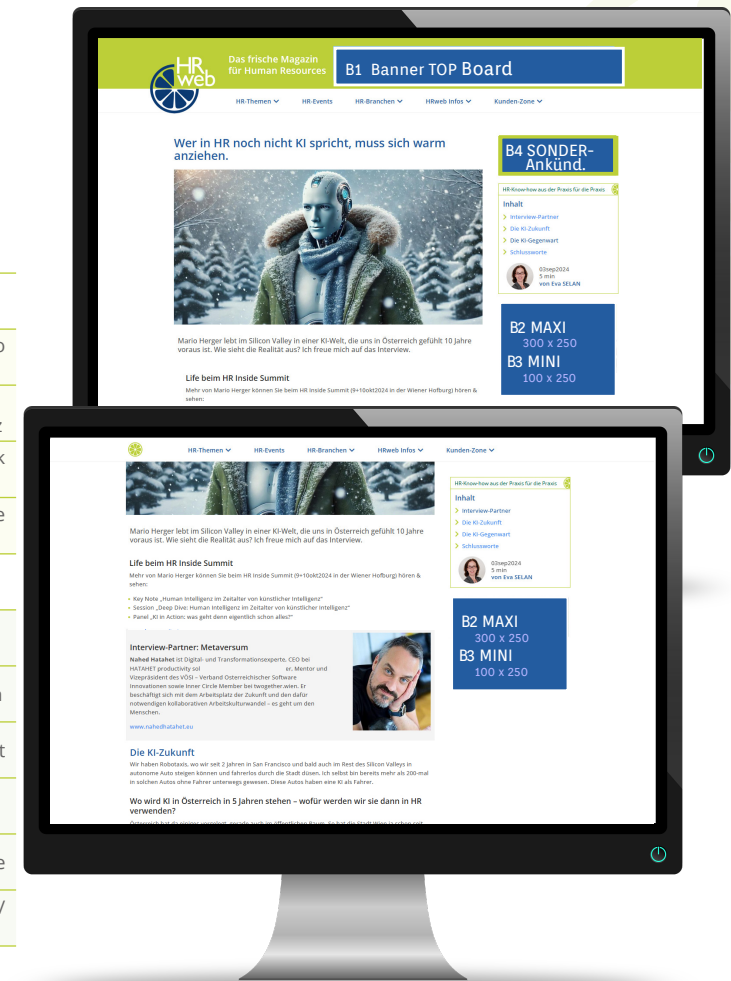 HR
web
Das frische Magazin
für Human Resources
B1 Banner TOP Board
HR-Themen
HR-Events
HR-Branchen
HRweb Infos
Kunden-Zone
Wer in HR noch nicht KI spricht, muss sich warm
anziehen.
B4 SONDER-
Ankünd.
HR-Know-how aus der Praxis für die Praxis
Inhalt
Interview-Partner
Die KI-Zukunft
Die KI-Gegenwart
Schlussworte
03sep2024
5 min
von Eva SELAN
B2 MAXI
300 x 250
B3 MINI
100 x 250
Mario Herger lebt im Silicon Valley in einer KI-Welt, die uns in Österreich gefühlt 10 Jahre
voraus ist. Wie sieht die Realität aus? Ich freue mich auf das Interview.
Life beim HR Inside Summit
Mehr von Mario Herger können Sie beim HR Inside Summit (9+10okt2024 in der Wiener Hofburg) hören &
sehen:
HR-Themen
HR-Events
HR-Branchen
HRweb Infos
Kunden-Zone
Mario Herger lebt im Silicon Valley in einer KI-Welt, die uns in Österreich gefühlt 10 Jahre
voraus ist. Wie sieht die Realität aus? Ich freue mich auf das Interview.
Life beim HR Inside Summit
Mehr von Mario Herger können Sie beim HR Inside Summit (9+10okt2024 in der Wiener Hofburg) hören &
sehen:
Key Note „Human Intelligenz im Zeitalter von künstlicher Intelligenz“
Session „Deep Dive: Human Intelligenz im Zeitalter von künstlicher Intelligenz“
Panel „KI in Action: was geht denn eigentlich schon alles?“
Interview-Partner: Metaversum
Nahed Hatahet ist Digital- und Transformationsexperte, CEO bei
HATAHET productivity sol er, Mentor und
Vizepräsident des VÖSI – Verband Österreichischer Software
Innovationen sowie Inner Circle Member bei twogether.wien. Er
beschäftigt sich mit dem Arbeitsplatz der Zukunft und den dafür
notwendigen kollaborativen Arbeitskulturwandel – es geht um den
Menschen.
www.nahedhatahet.eu
Die KI-Zukunft
Wir haben Robotaxis, wo wir seit 2 Jahren in San Francisco und bald auch im Rest des Silicon Valleys in
autonome Auto steigen können und fahrerlos durch die Stadt düsen. Ich selbst bin bereits mehr als 200-mal
in solchen Autos ohne Fahrer unterwegs gewesen. Diese Autos haben eine KI als Fahrer.
Wo wird KI in Österreich in 5 Jahren stehen – wofür werden wir sie dann in HR
verwenden?
HR-Know-how aus der Praxis für die Praxis
Inhalt
Interview-Partner
Die KI-Zukunft
Die KI-Gegenwart
Schlussworte
03sep2024
5 min
von Eva SELAN
B2 MAXI
300 x 250
B3 MINI
100 x 250